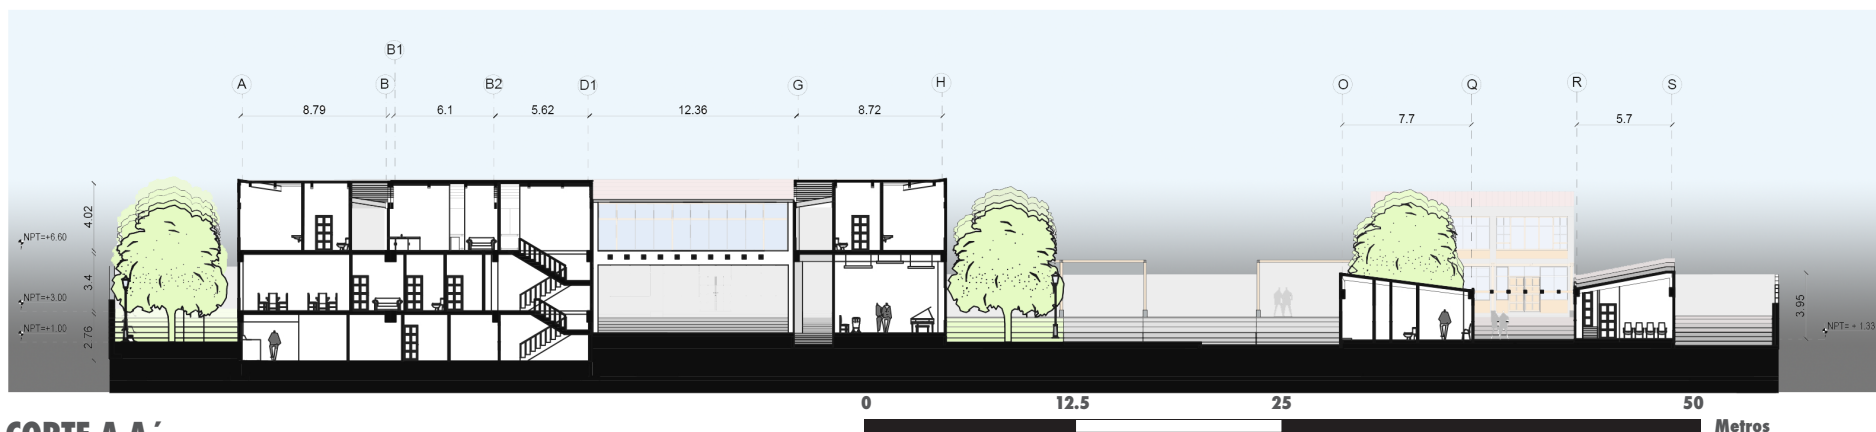 B1
A B B2 D1 G H O Q R S
8.79 6.1 5.62 12.36 8.72 7.7 5.7
4.02
NPT=+6.60
3.4
NPT=+3.00
3.95
NPT=+1.00
NPT= + 1.33
2.76
0 12.5 25 50
CORTE A A´
Metros